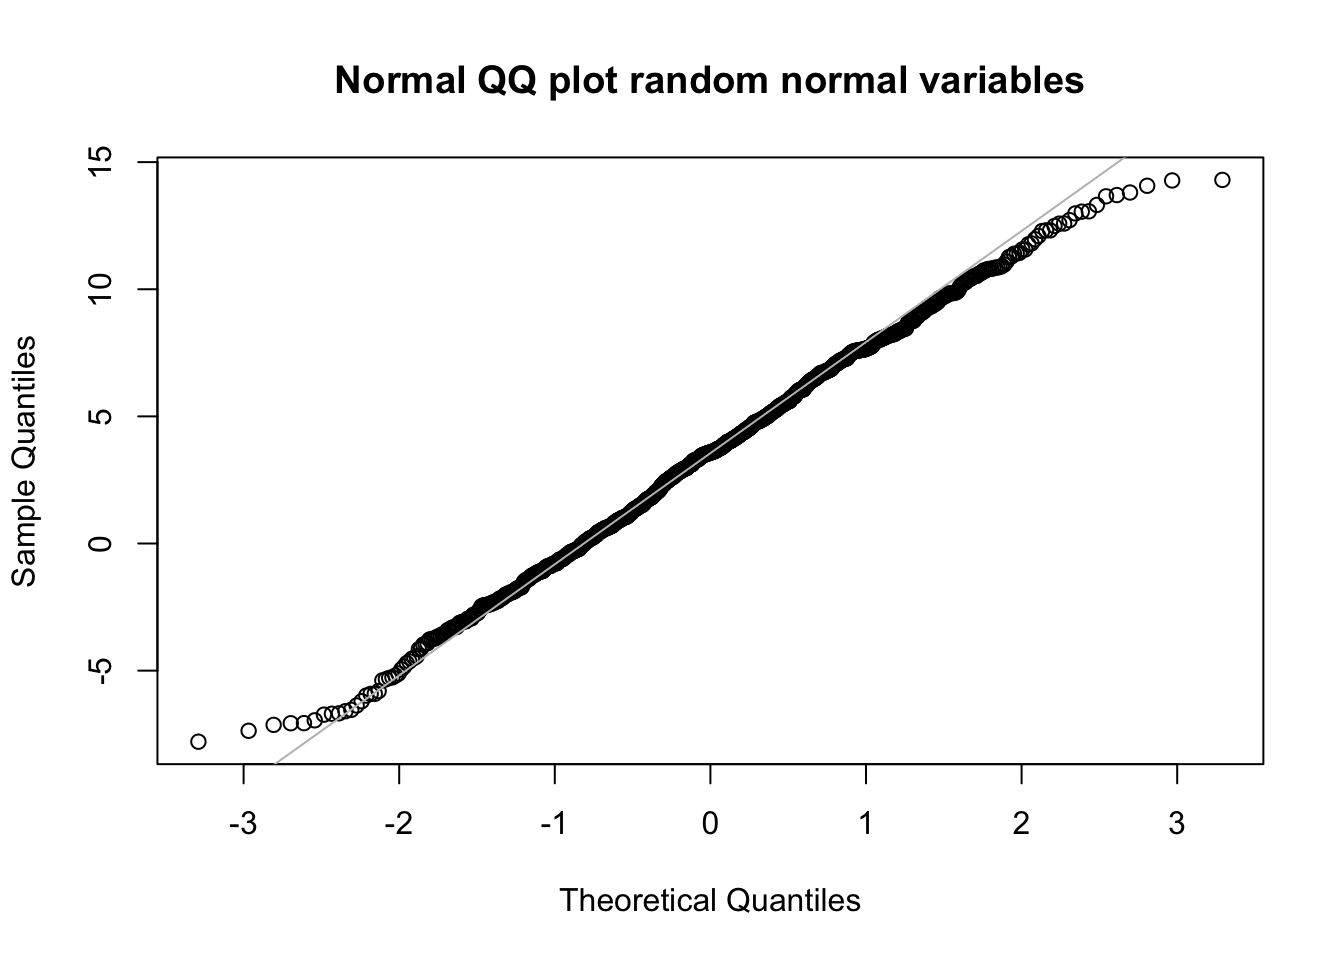 Normal QQ plot random normal variables
15
10
5
0
-5
Sample Quantiles
-3 -2 -1 0 1 2 3
Theoretical Quantiles